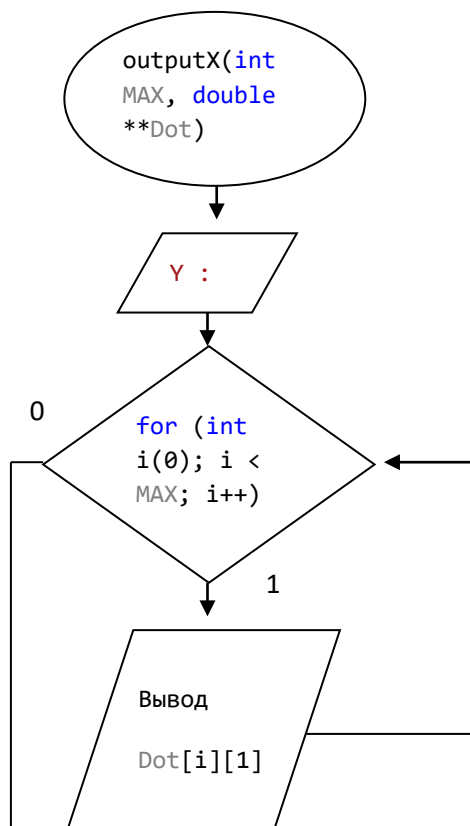 outputX(int
MAX, double
**Dot)
Y :
0
for (int
i(0); i <
MAX; i++)
1
Вывод
Dot[i][1]